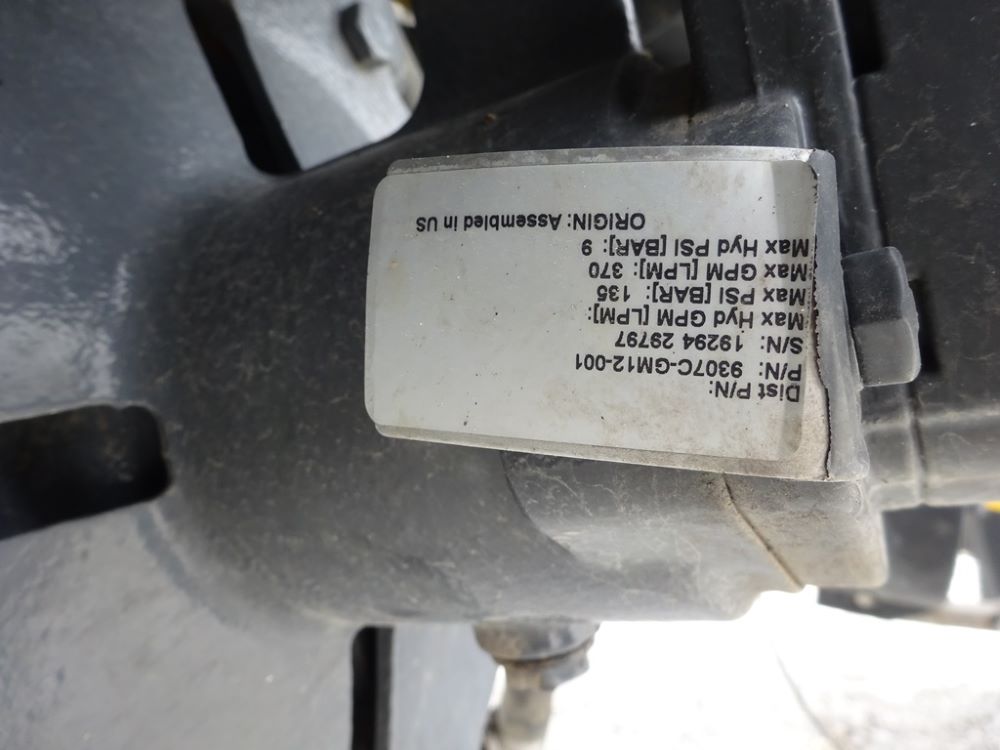 Dist P/N:
P/N: 9307C-GM12-001
S/N: 19294 29797
Max Hyd GPM [LPM]:
Max PSI [BAR]: 135
Max GPM [LPM]: 370
Max Hyd PSI [BAR]: 9
ORIGIN: Assembled in US